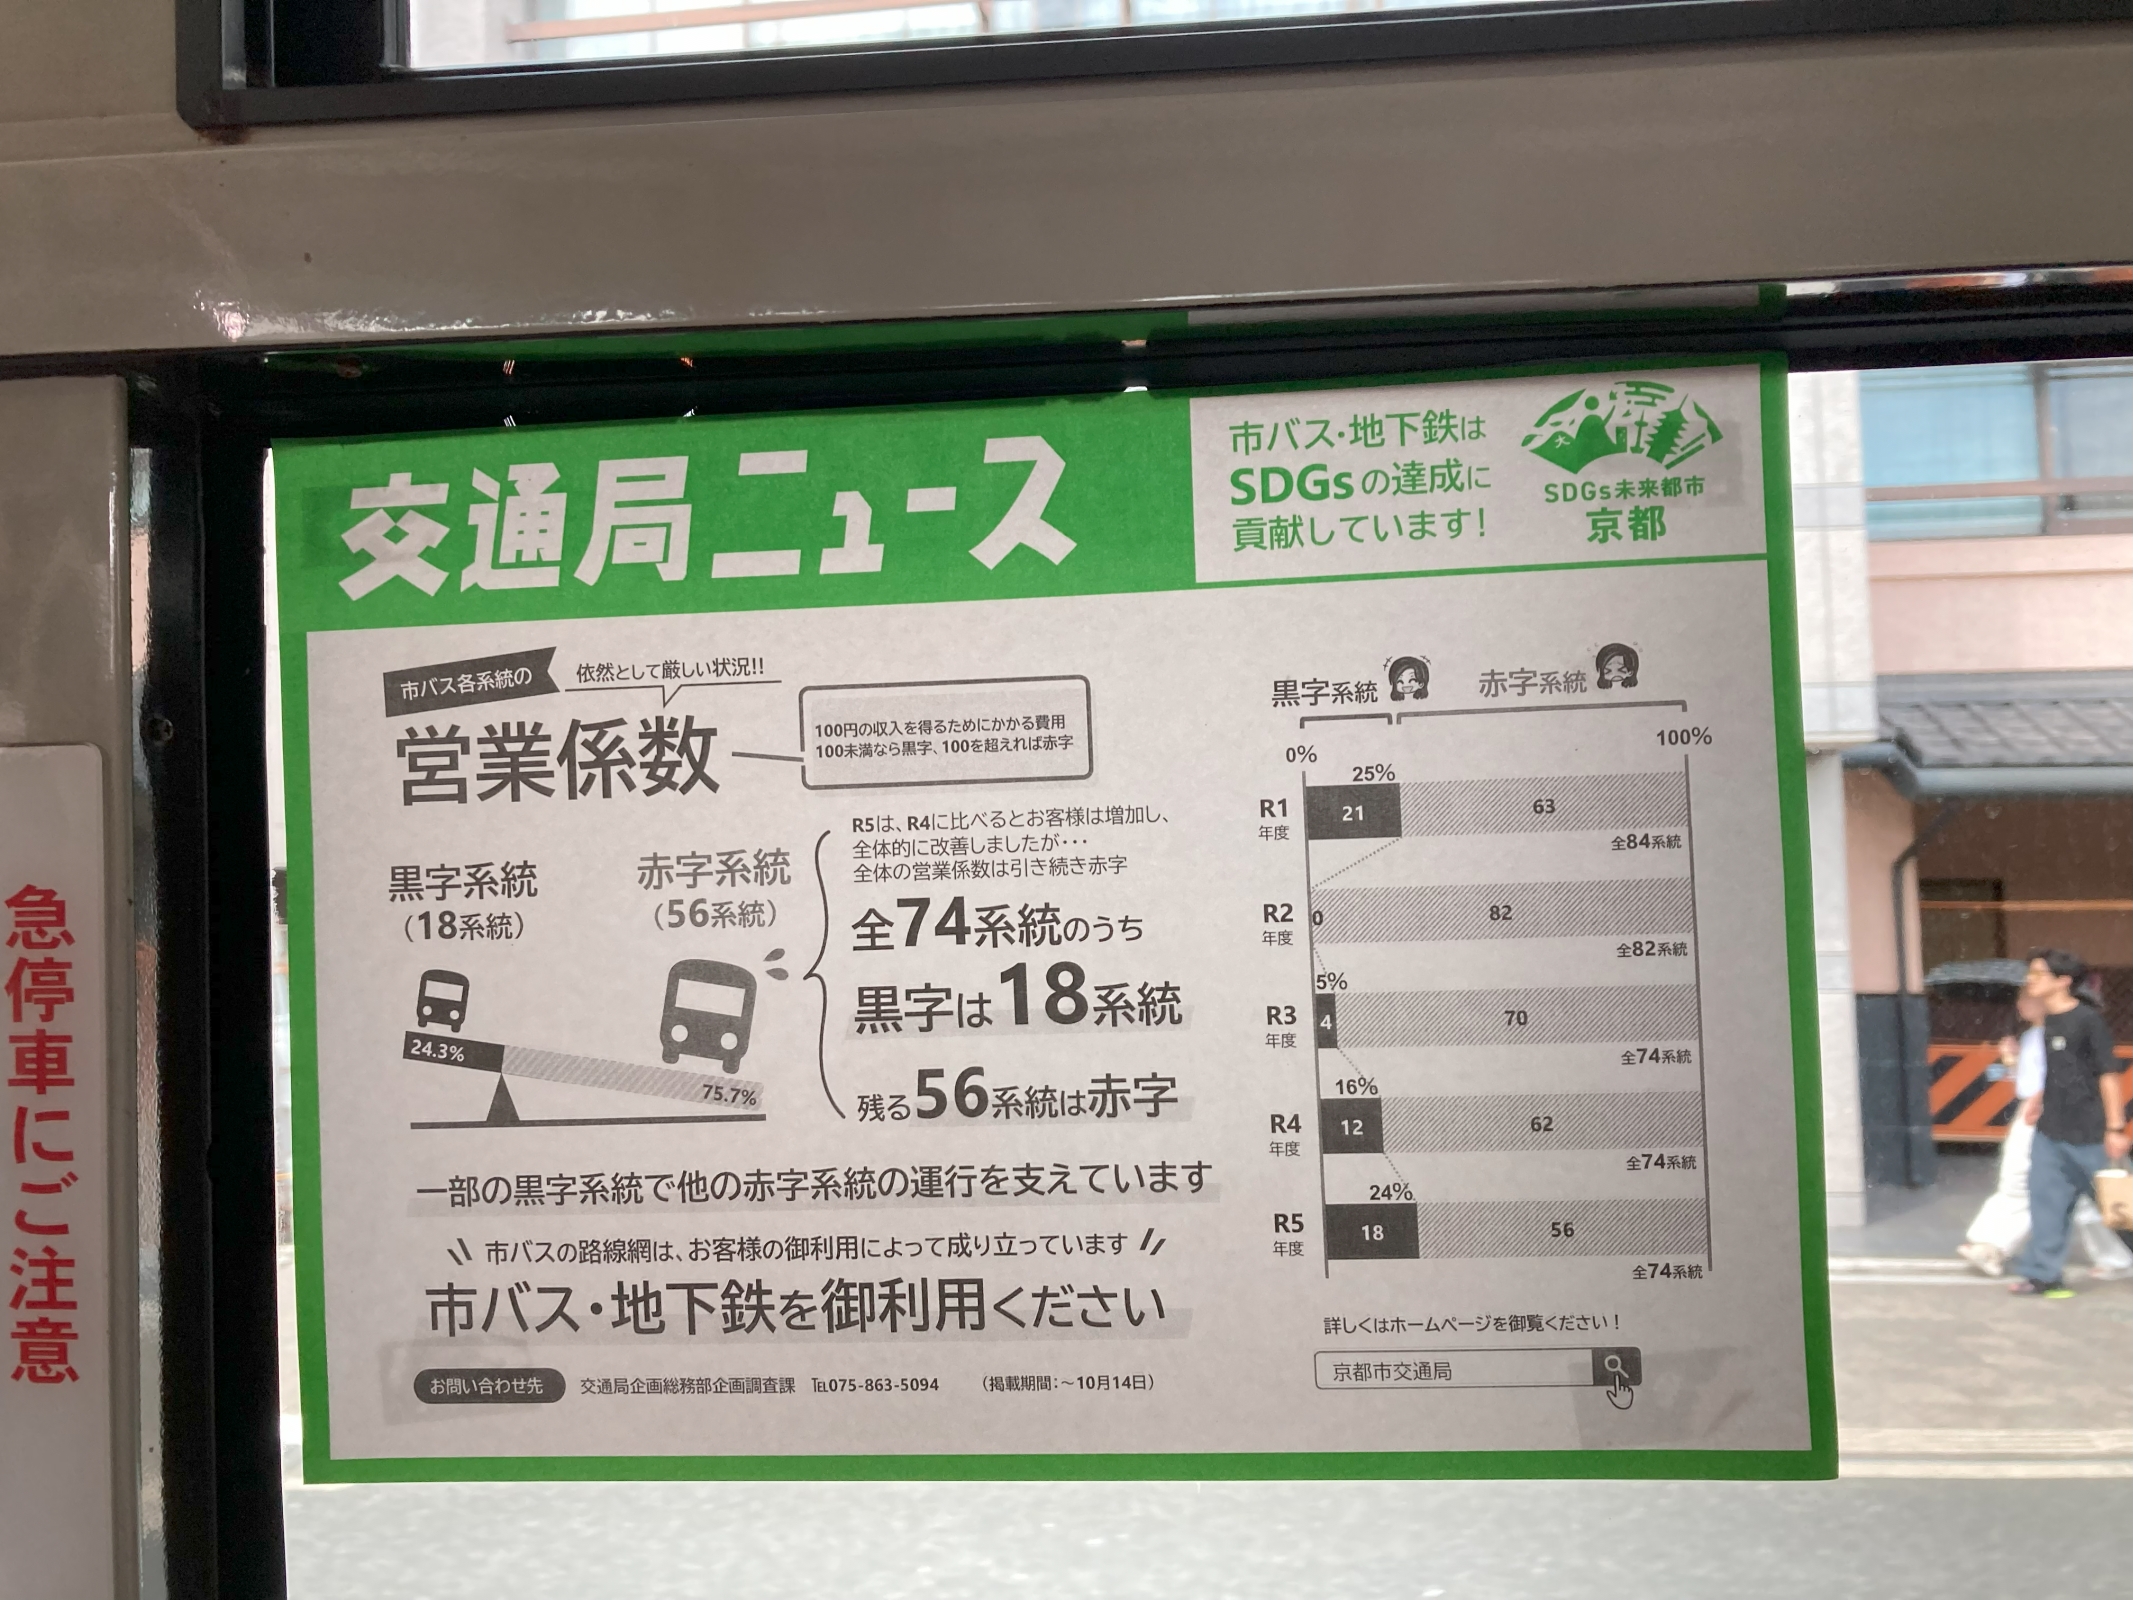 交通局ニュース
市バス・地下鉄は
SDGsの達成に
貢献しています!
SDGs未来都市
京都
市バス各系統の
依然として厳しい状況!!
営業係数
100円の収入を得るためにかかる費用
100未満なら黒字、100を超えれば赤字
黒字系統
(18系統)
赤字系統
(56系統)
24.3%
75.7%
R5は、R4に比べるとお客様は増加し、
全体的に改善しましたが・・・
全体の営業係数は引き続き赤字
全74系統のうち
黒字は18系統
残る56系統は赤字
一部の黒字系統で他の赤字系統の運行を支えています
市バスの路線網は、お客様の御利用によって成り立っています
市バス・地下鉄を御利用ください
お問い合わせ先
交通局企画総務部企画調査課 ℡075-863-5094 (掲載期間:~10月14日)
黒字系統
赤字系統
0%
100%
25%
R1
年度
21
63
全84系統
R2
年度
0
82
全82系統
5%
R3
年度
4
70
全74系統
16%
R4
年度
12
62
全74系統
24%
R5
年度
18
56
全74系統
詳しくはホームページを御覧ください!
京都市交通局
急停車にご注意